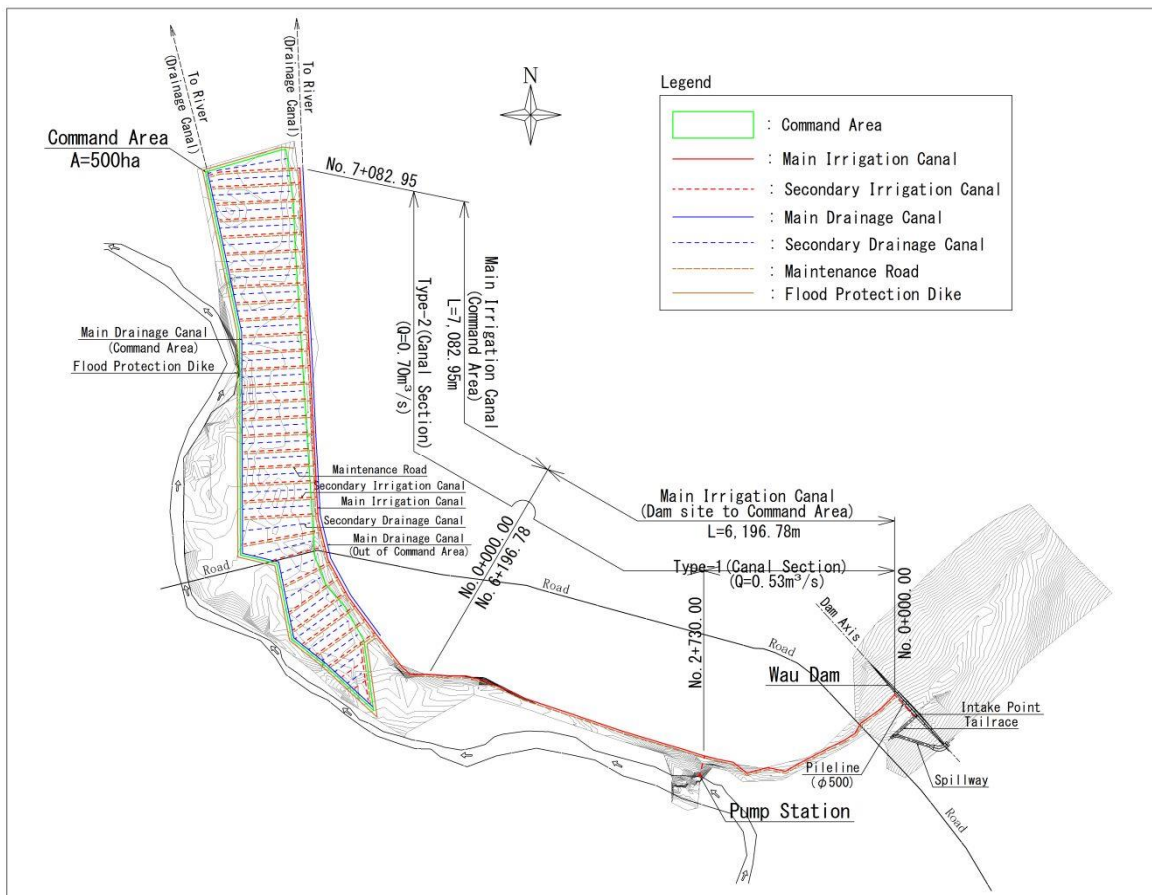 To River
(Drainage Canal)
To River
(Drainage Canal)
N
Command Area
A=500ha
Legend
: Command Area
: Main Irrigation Canal
: Secondary Irrigation Canal
: Main Drainage Canal
: Secondary Drainage Canal
: Maintenance Road
: Flood Protection Dike
No. 7+082.95
Main Irrigation Canal
(Command Area)
L=7,082.95m
Type-2(Canal Section)
(Q=0.70m³/s)
Main Drainage Canal
(Command Area)
Flood Protection Dike
Maintenance Road
Secondary Irrigation Canal
Main Irrigation Canal
Secondary Drainage Canal
Main Drainage Canal
(Out of Command Area)
Main Irrigation Canal
(Dam site to Command Area)
L=6,196.78m
Type-1(Canal Section)
(Q=0.53m³/s)
No. 0+000.00
No. 6+196.78
No. 2+730.00
No. 0+000.00
Road
Road
Road
Road
Dam Axis
Wau Dam
Intake Point
Tailrace
Pileline
(φ500)
Spillway
Pump Station